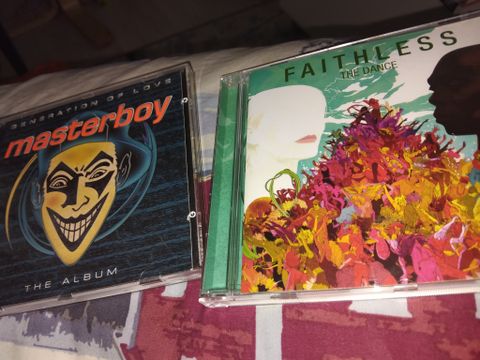 GENERATION OF LOVE
masterboy
THE ALBUM
FAITHLESS
THE DANCE